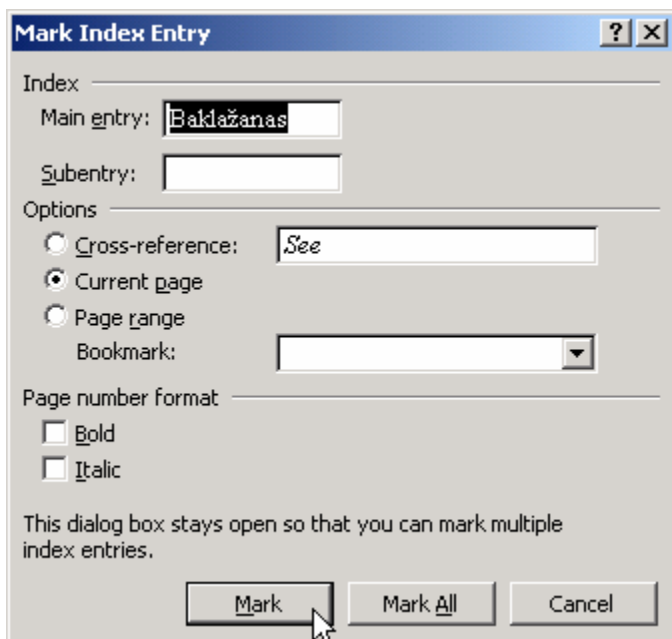 Mark Index Entry
Index
Main entry: Baklažanas
Subentry:
Options
Cross-reference: See
Current page
Page range
Bookmark:
Page number format
Bold
Italic
This dialog box stays open so that you can mark multiple
index entries.
Mark Mark All Cancel